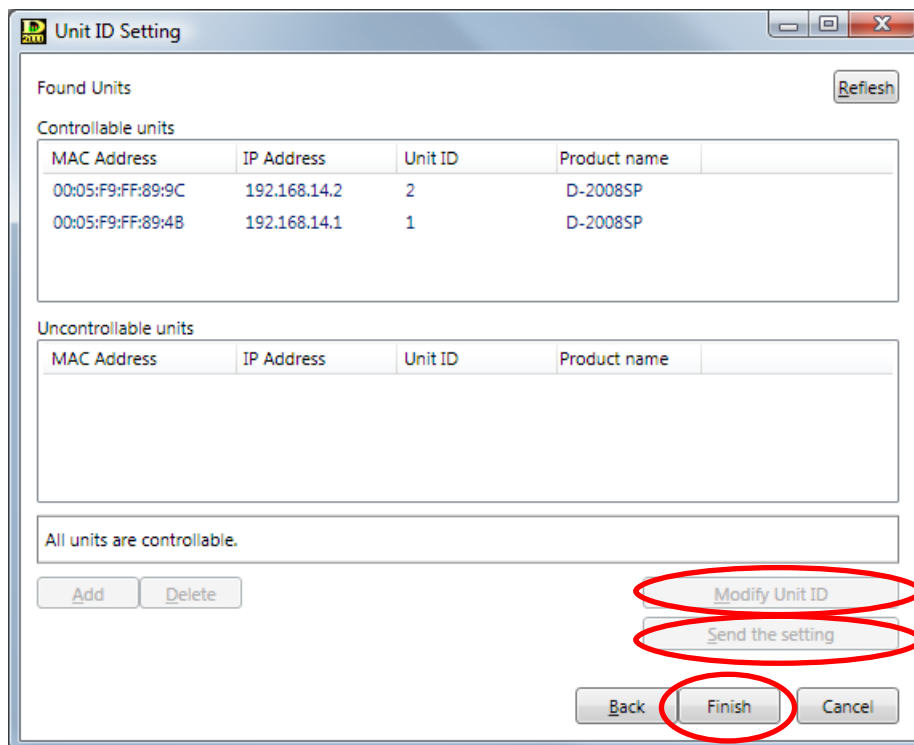 Unit ID Setting
Found Units
Reflesh
Controllable units
MAC Address IP Address Unit ID Product name
00:05:F9:FF:89:9C 192.168.14.2 2 D-2008SP
00:05:F9:FF:89:4B 192.168.14.1 1 D-2008SP
Uncontrollable units
MAC Address IP Address Unit ID Product name
All units are controllable.
Add Delete Modify Unit ID
Send the setting
Back Finish Cancel